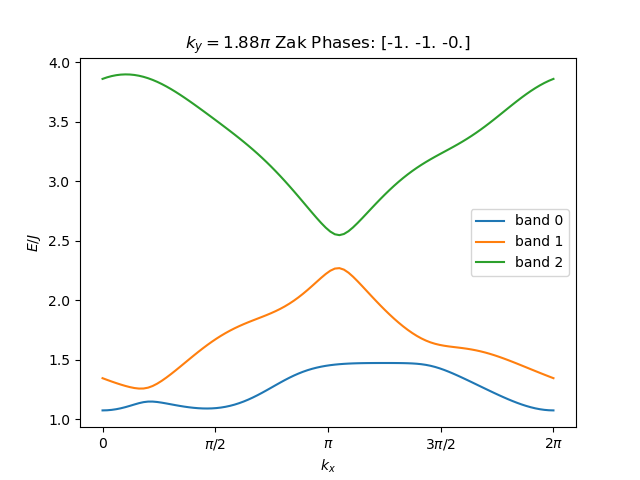 k_y = 1.88π Zak Phases: [-1. -1. -0.]
4.0
3.5
3.0
2.5
2.0
1.5
1.0
E/J
band 0
band 1
band 2
0
π/2
π
3π/2
2π
k_x